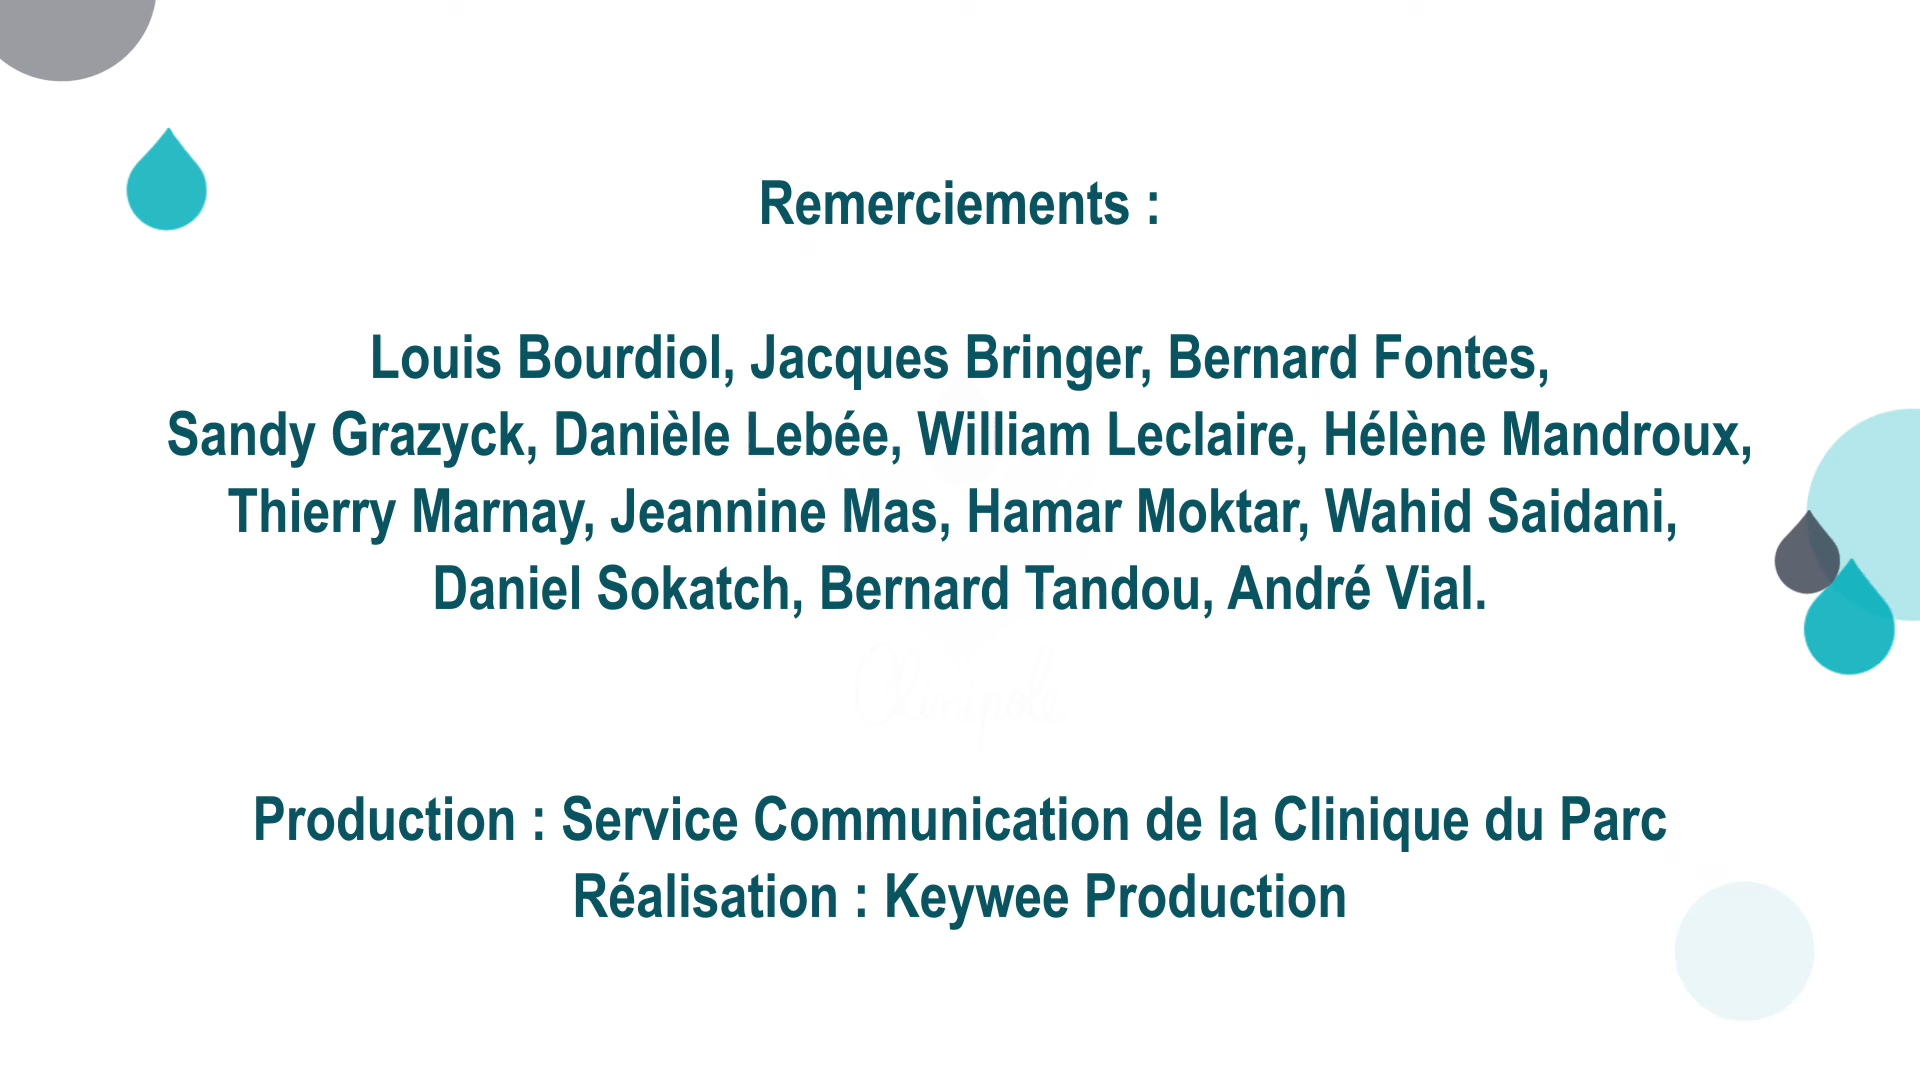 Remerciements :
Louis Bourdiol, Jacques Bringer, Bernard Fontes,
Sandy Grazyck, Danièle Lebée, William Leclaire, Hélène Mandroux,
Thierry Marnay, Jeannine Mas, Hamar Moktar, Wahid Saidani,
Daniel Sokatch, Bernard Tandou, André Vial.
Clinipole
Production : Service Communication de la Clinique du Parc
Réalisation : Keywee Production